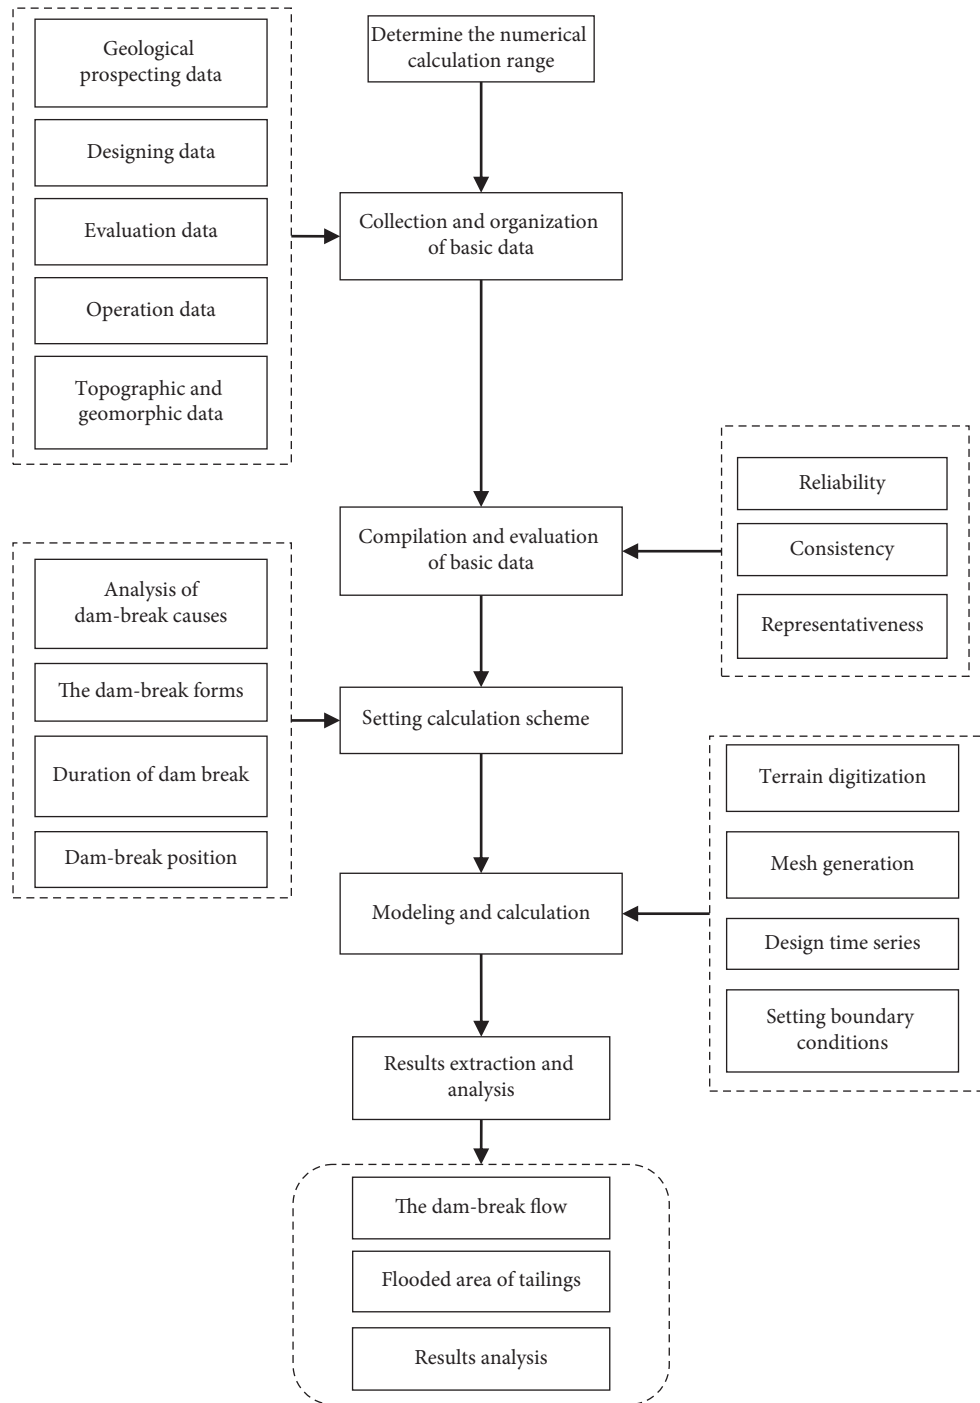 Determine the numerical
calculation range
Geological
prospecting data
Designing data
Evaluation data
Operation data
Topographic and
geomorphic data
Collection and organization
of basic data
Reliability
Consistency
Representativeness
Compilation and evaluation
of basic data
Analysis of
dam-break causes
The dam-break forms
Duration of dam break
Dam-break position
Setting calculation scheme
Terrain digitization
Mesh generation
Design time series
Setting boundary
conditions
Modeling and calculation
Results extraction and
analysis
The dam-break flow
Flooded area of tailings
Results analysis